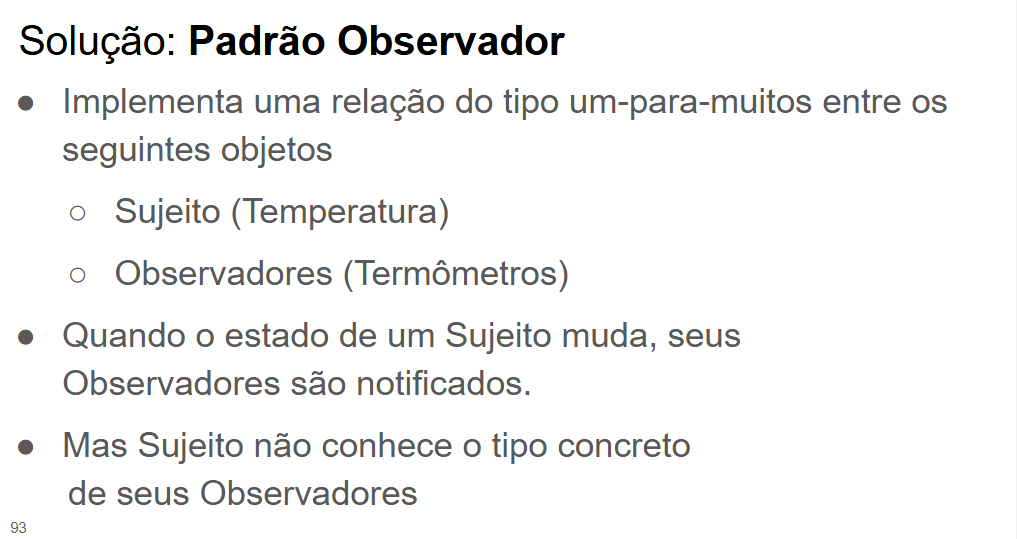 Solução: Padrão Observador
● Implementa uma relação do tipo um-para-muitos entre os
seguintes objetos
○ Sujeito (Temperatura)
○ Observadores (Termômetros)
● Quando o estado de um Sujeito muda, seus
Observadores são notificados.
● Mas Sujeito não conhece o tipo concreto
de seus Observadores
93